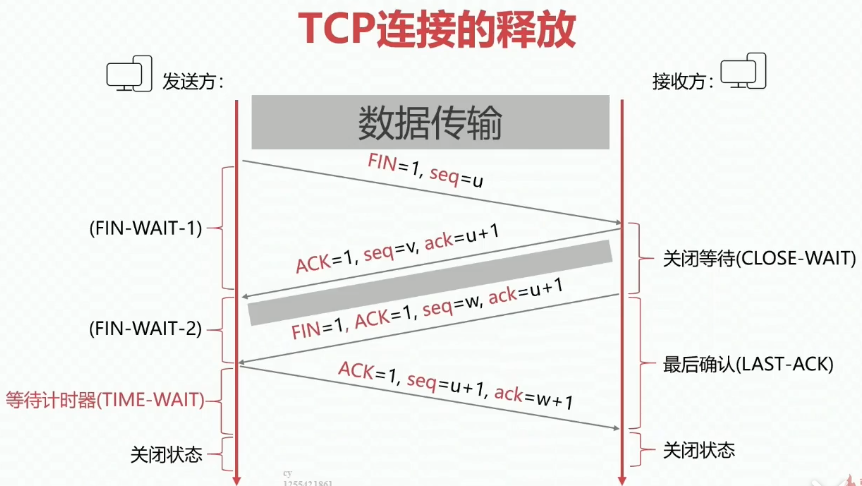 TCP连接的释放
发送方：
接收方：
数据传输
FIN=1, seq=u
(FIN-WAIT-1)
ACK=1, seq=v, ack=u+1
关闭等待(CLOSE-WAIT)
FIN=1, ACK=1, seq=w, ack=u+1
(FIN-WAIT-2)
最后确认(LAST-ACK)
ACK=1, seq=u+1, ack=w+1
等待计时器(TIME-WAIT)
关闭状态
关闭状态
cy